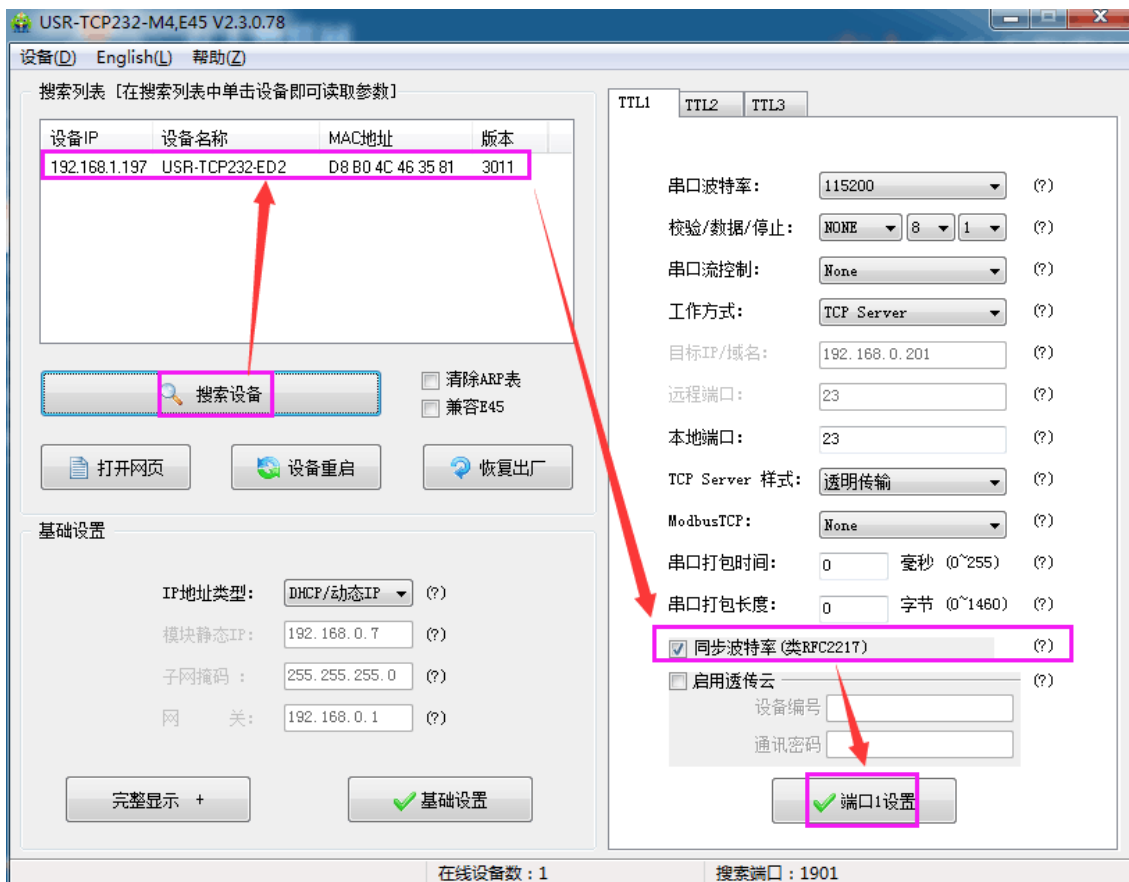 USR-TCP232-M4,E45 V2.3.0.78
设备(D) English(L) 帮助(Z)
搜索列表 [在搜索列表中单击设备即可读取参数]
设备IP 设备名称 MAC地址 版本
192.168.1.197 USR-TCP232-ED2 D8 B0 4C 46 35 81 3011
搜索设备
清除ARP表
兼容E45
打开网页 设备重启 恢复出厂
基础设置
IP地址类型: DHCP/动态IP (?)
模块静态IP: 192.168.0.7 (?)
子网掩码 : 255.255.255.0 (?)
网 关: 192.168.0.1 (?)
完整显示 + 基础设置
TTL1 TTL2 TTL3
串口波特率: 115200 (?)
校验/数据/停止: NONE 8 1 (?)
串口流控制: None (?)
工作方式: TCP Server (?)
目标IP/域名: 192.168.0.201 (?)
远程端口: 23 (?)
本地端口: 23 (?)
TCP Server 样式: 透明传输 (?)
ModbusTCP: None (?)
串口打包时间: 0 毫秒 (0~255) (?)
串口打包长度: 0 字节 (0~1460) (?)
同步波特率(类RFC2217) (?)
启用透传云 (?)
设备编号
通讯密码
端口1设置
在线设备数：1 搜索端口：1901